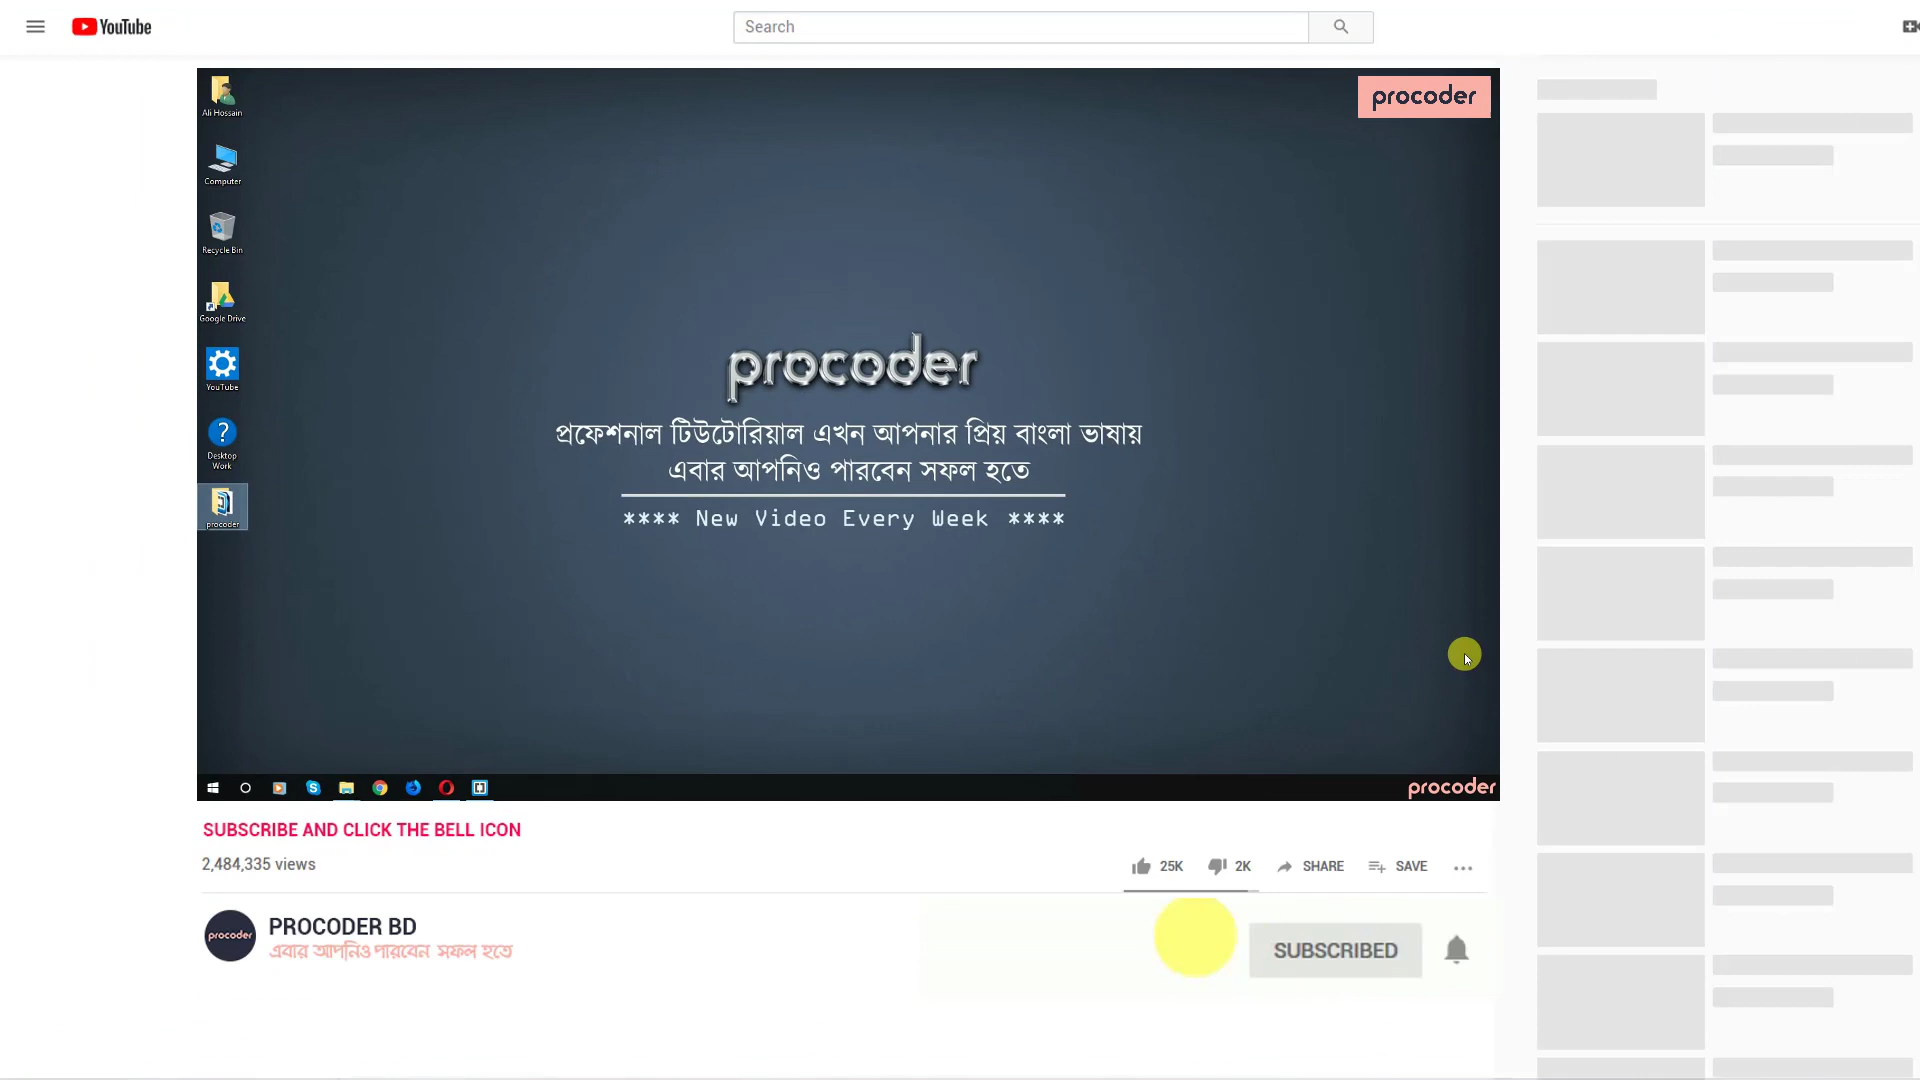 YouTube
Search
procoder
Ali Hossain
Computer
Recycle Bin
Google Drive
YouTube
Desktop
Work
procoder
procoder
প্রফেশনাল টিউটোরিয়াল এখন আপনার প্রিয় বাংলা ভাষায়
এবার আপনিও পারবেন সফল হতে
**** New Video Every Week ****
procoder
SUBSCRIBE AND CLICK THE BELL ICON
2,484,335 views
25K
2K
SHARE
SAVE
procoder
PROCODER BD
এবার আপনিও পারবেন সফল হতে
SUBSCRIBED